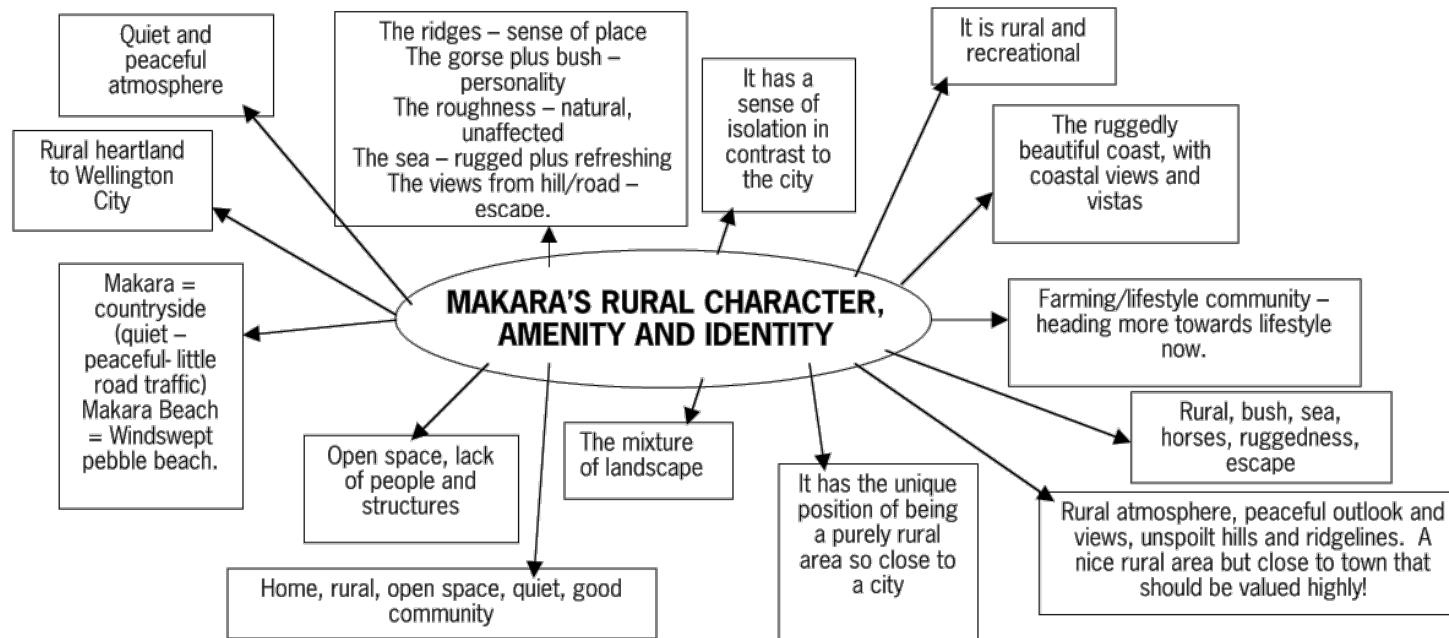 Quiet and
peaceful
atmosphere
The ridges – sense of place
The gorse plus bush –
personality
The roughness – natural,
unaffected
The sea – rugged plus refreshing
The views from hill/road –
escape.
It has a
sense of
isolation in
contrast to
the city
It is rural and
recreational
The ruggedly
beautiful coast, with
coastal views and
vistas
Rural heartland
to Wellington
City
MAKARA'S RURAL CHARACTER,
AMENITY AND IDENTITY
Makara =
countryside
(quiet –
peaceful- little
road traffic)
Makara Beach
= Windswept
pebble beach.
Farming/lifestyle community –
heading more towards lifestyle
now.
Rural, bush, sea,
horses, ruggedness,
escape
Open space, lack
of people and
structures
The mixture
of landscape
It has the unique
position of being
a purely rural
area so close to
a city
Rural atmosphere, peaceful outlook and
views, unspoilt hills and ridgelines.  A
nice rural area but close to town that
should be valued highly!
Home, rural, open space, quiet, good
community